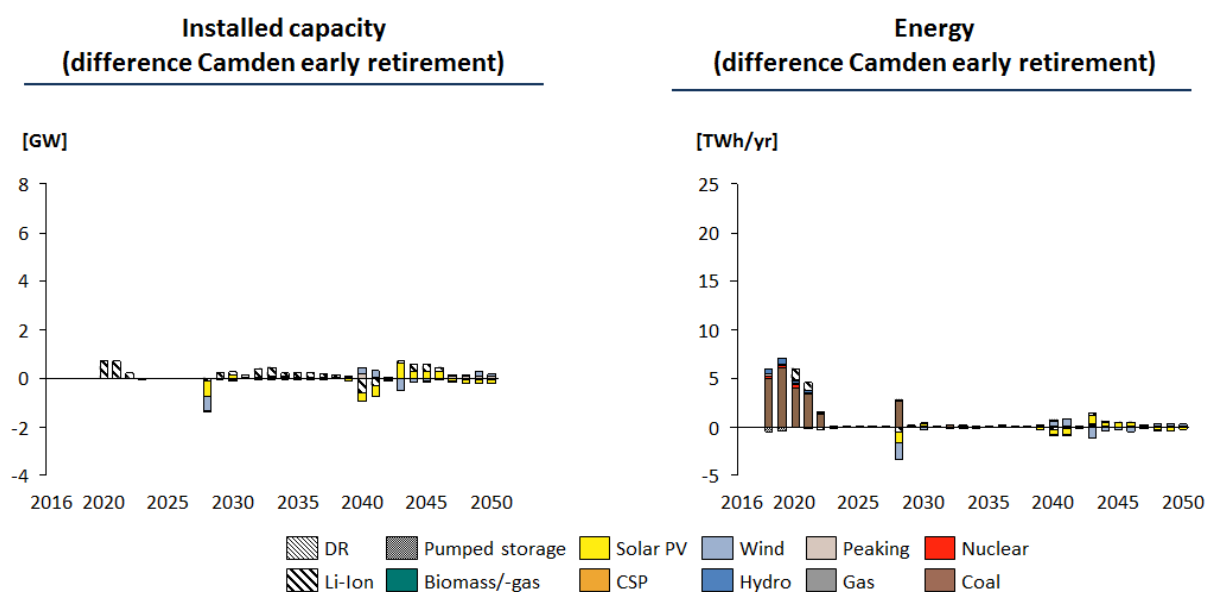 Installed capacity
(difference Camden early retirement)
[GW]
8
6
4
2
0
-2
-4
2016 2020 2025 2030 2035 2040 2045 2050
Energy
(difference Camden early retirement)
[TWh/yr]
25
20
15
10
5
0
-5
2016 2020 2025 2030 2035 2040 2045 2050
DR Pumped storage Solar PV Wind Peaking Nuclear
Li-Ion Biomass/-gas CSP Hydro Gas Coal